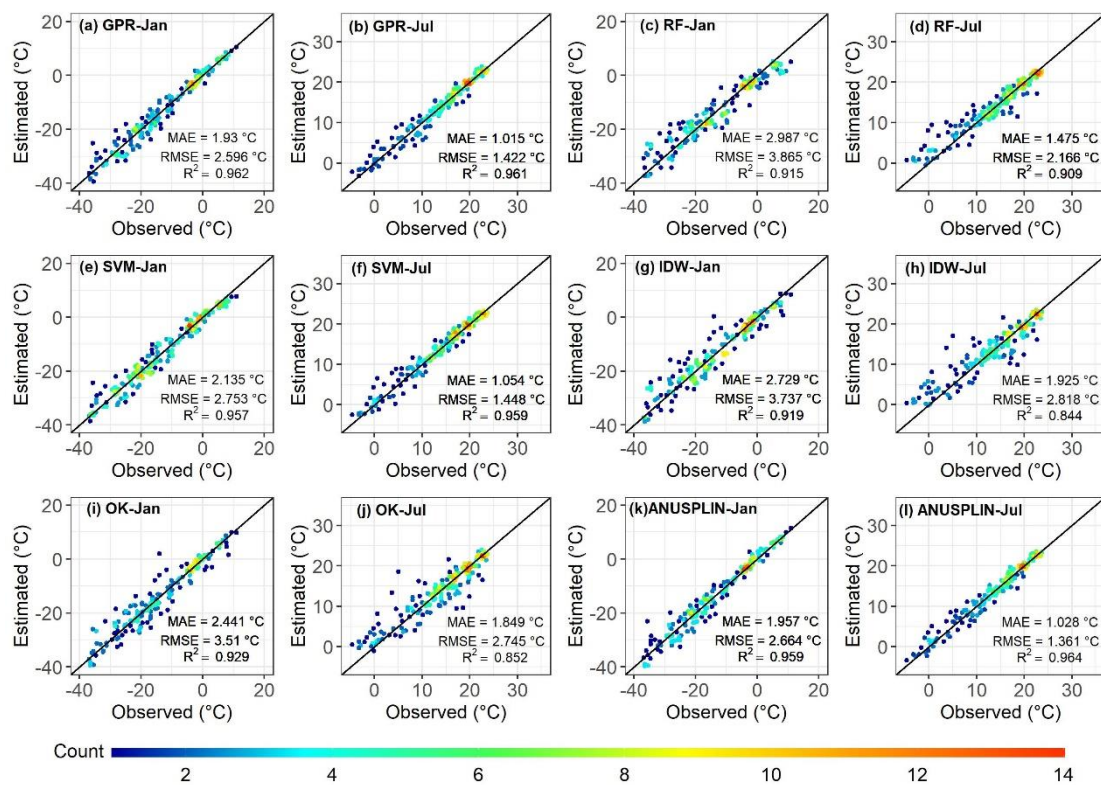 (a) GPR-Jan
MAE = 1.93 °C
RMSE = 2.596 °C
R² = 0.962
20
0
-20
-40
Estimated (°C)
-40 -20 0 20
Observed (°C)
(b) GPR-Jul
MAE = 1.015 °C
RMSE = 1.422 °C
R² = 0.961
30
20
10
0
Estimated (°C)
0 10 20 30
Observed (°C)
(c) RF-Jan
MAE = 2.987 °C
RMSE = 3.865 °C
R² = 0.915
20
0
-20
-40
Estimated (°C)
-40 -20 0 20
Observed (°C)
(d) RF-Jul
MAE = 1.475 °C
RMSE = 2.166 °C
R² = 0.909
30
20
10
0
Estimated (°C)
0 10 20 30
Observed (°C)
(e) SVM-Jan
MAE = 2.135 °C
RMSE = 2.753 °C
R² = 0.957
20
0
-20
-40
Estimated (°C)
-40 -20 0 20
Observed (°C)
(f) SVM-Jul
MAE = 1.054 °C
RMSE = 1.448 °C
R² = 0.959
30
20
10
0
Estimated (°C)
0 10 20 30
Observed (°C)
(g) IDW-Jan
MAE = 2.729 °C
RMSE = 3.737 °C
R² = 0.919
20
0
-20
-40
Estimated (°C)
-40 -20 0 20
Observed (°C)
(h) IDW-Jul
MAE = 1.925 °C
RMSE = 2.818 °C
R² = 0.844
30
20
10
0
Estimated (°C)
0 10 20 30
Observed (°C)
(i) OK-Jan
MAE = 2.441 °C
RMSE = 3.51 °C
R² = 0.929
20
0
-20
-40
Estimated (°C)
-40 -20 0 20
Observed (°C)
(j) OK-Jul
MAE = 1.849 °C
RMSE = 2.745 °C
R² = 0.852
30
20
10
0
Estimated (°C)
0 10 20 30
Observed (°C)
(k)ANUSPLIN-Jan
MAE = 1.957 °C
RMSE = 2.664 °C
R² = 0.959
20
0
-20
-40
Estimated (°C)
-40 -20 0 20
Observed (°C)
(l) ANUSPLIN-Jul
MAE = 1.028 °C
RMSE = 1.361 °C
R² = 0.964
30
20
10
0
Estimated (°C)
0 10 20 30
Observed (°C)
Count
2 4 6 8 10 12 14